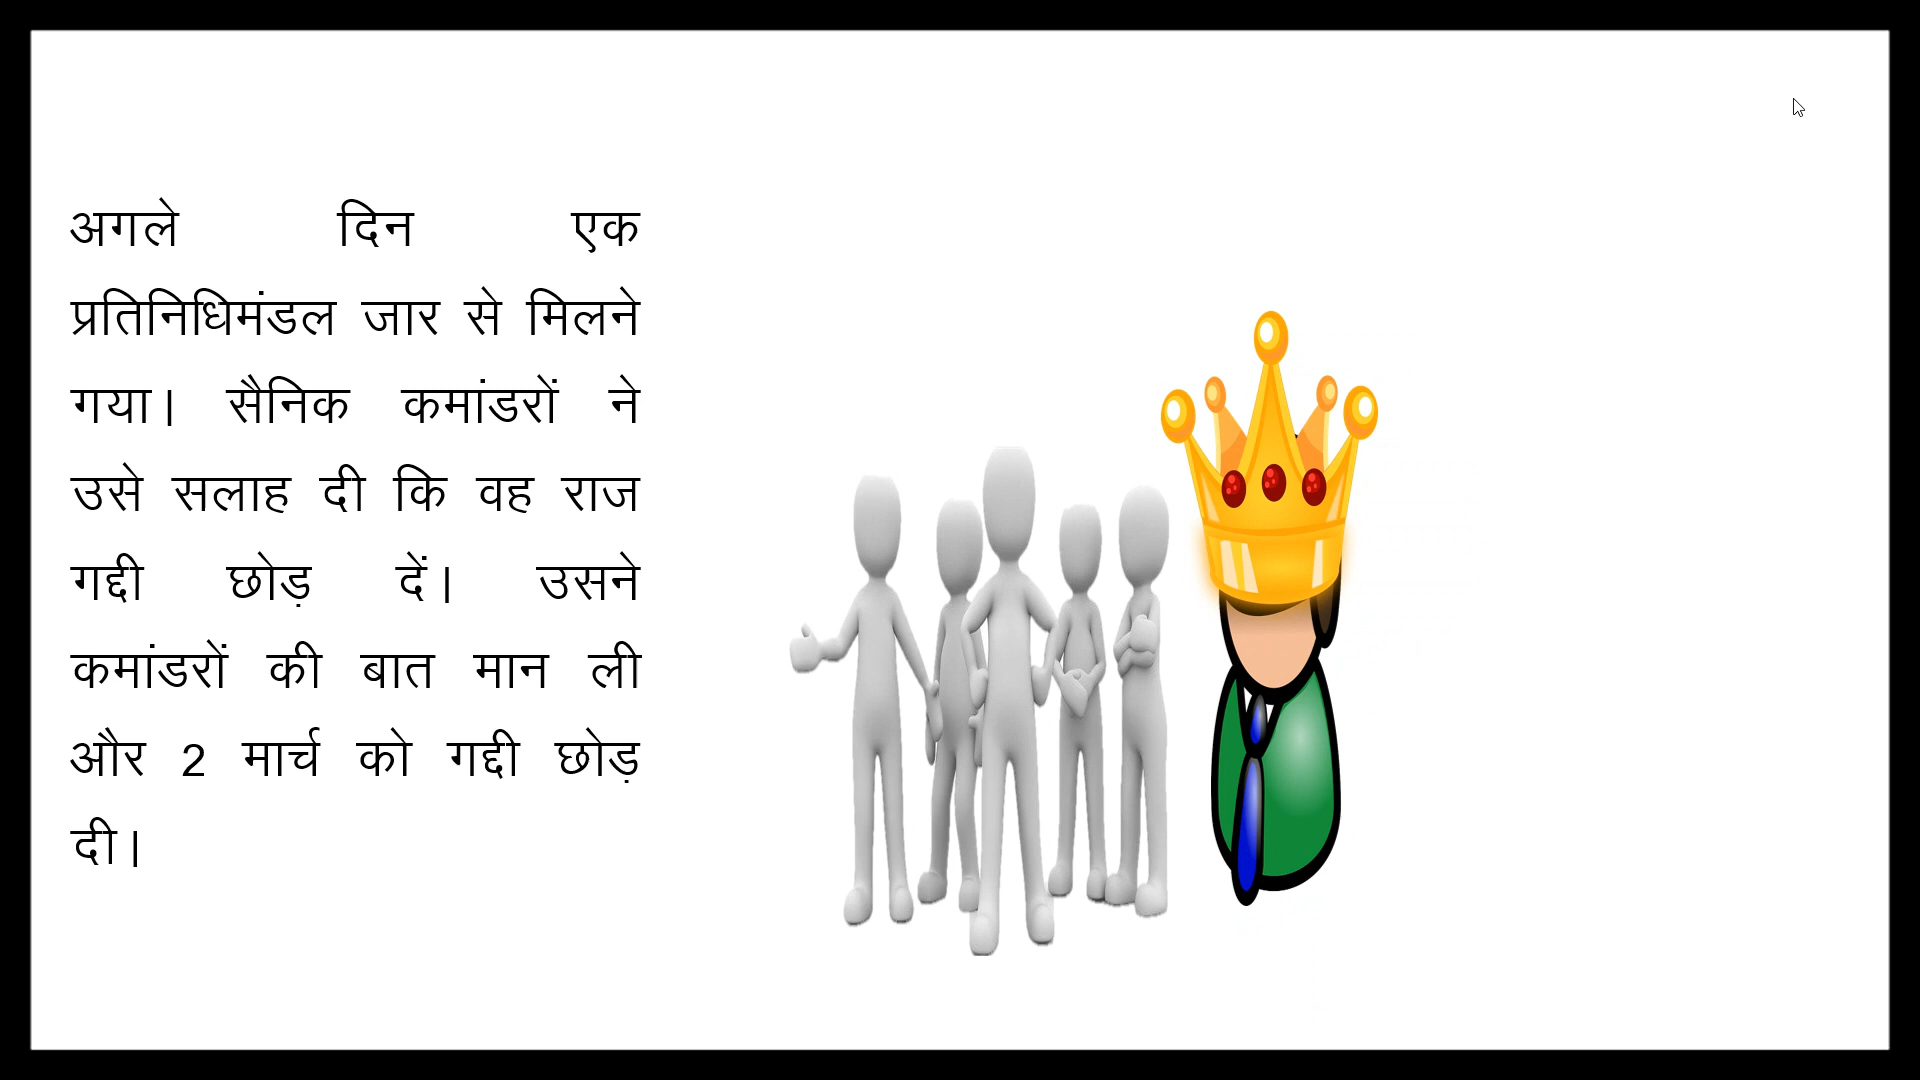 अगले दिन एक
प्रतिनिधिमंडल जार से मिलने
गया। सैनिक कमांडरों ने
उसे सलाह दी कि वह राज
गद्दी छोड़ दें। उसने
कमांडरों की बात मान ली
और 2 मार्च को गद्दी छोड़
दी।